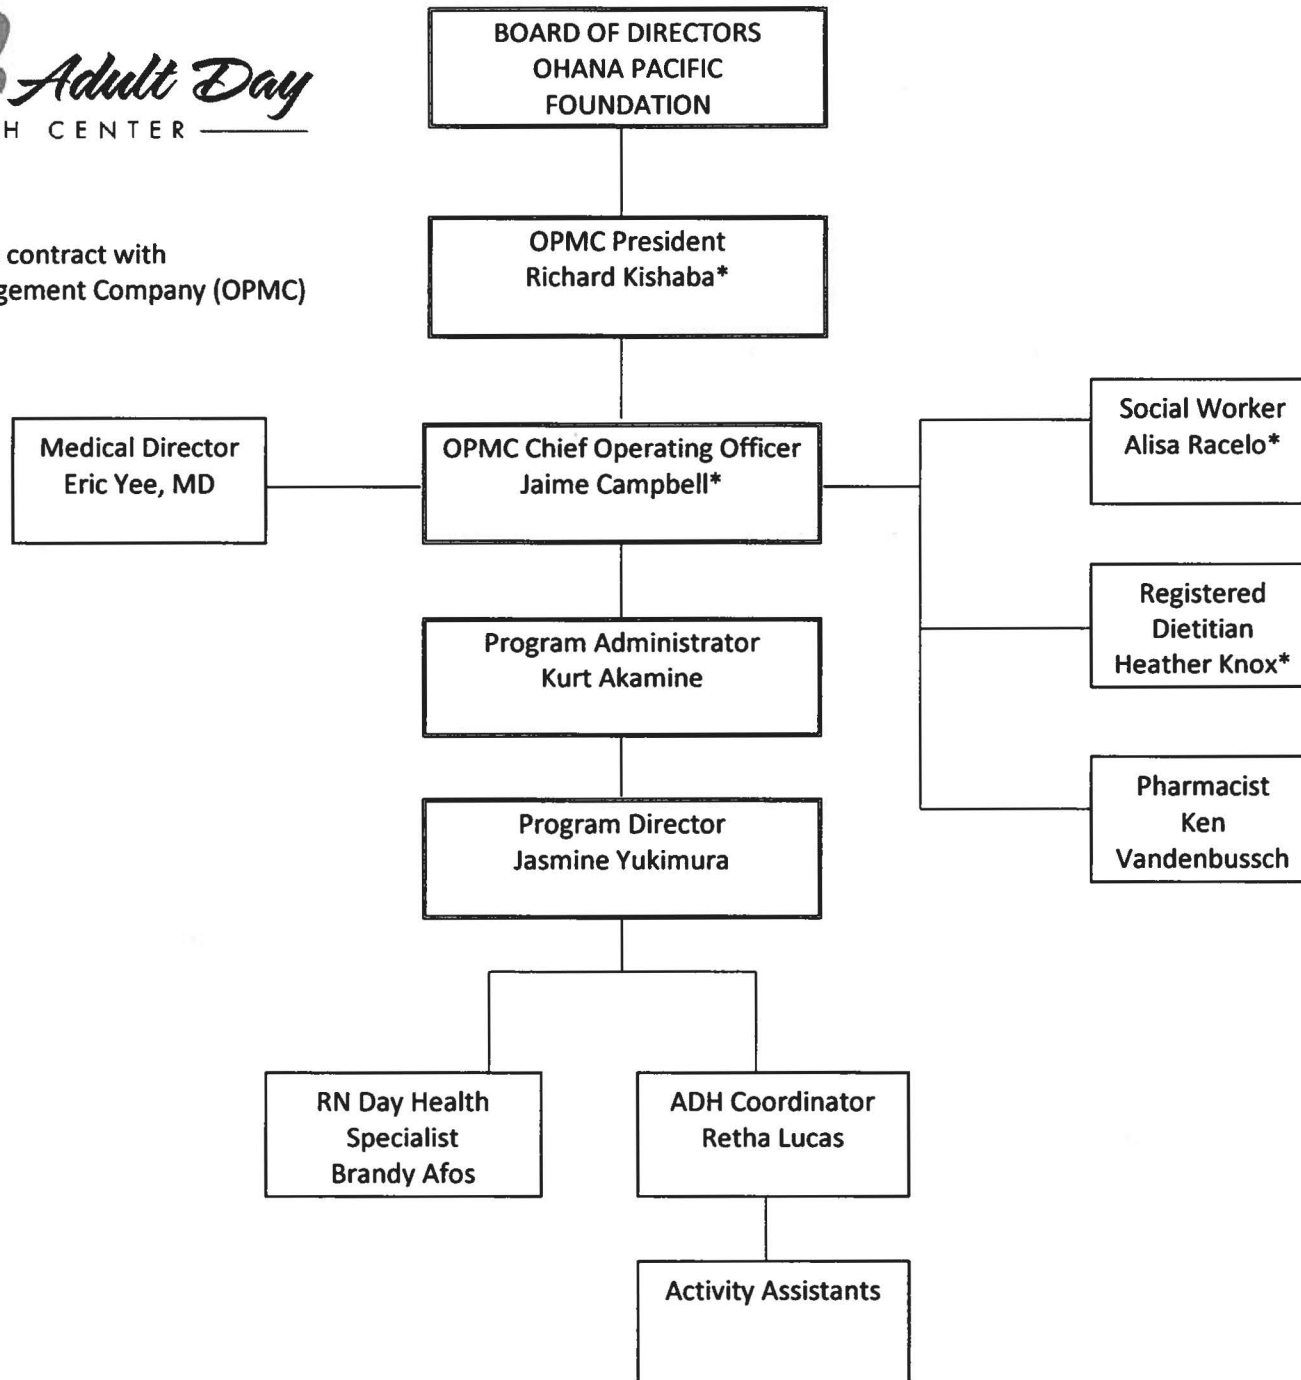 Adult Day
H CENTER
contract with
gement Company (OPMC)
BOARD OF DIRECTORS
OHANA PACIFIC
FOUNDATION
OPMC President
Richard Kishaba*
Medical Director
Eric Yee, MD
OPMC Chief Operating Officer
Jaime Campbell*
Social Worker
Alisa Racelo*
Registered
Dietitian
Heather Knox*
Pharmacist
Ken
Vandenbussch
Program Administrator
Kurt Akamine
Program Director
Jasmine Yukimura
RN Day Health
Specialist
Brandy Afos
ADH Coordinator
Retha Lucas
Activity Assistants